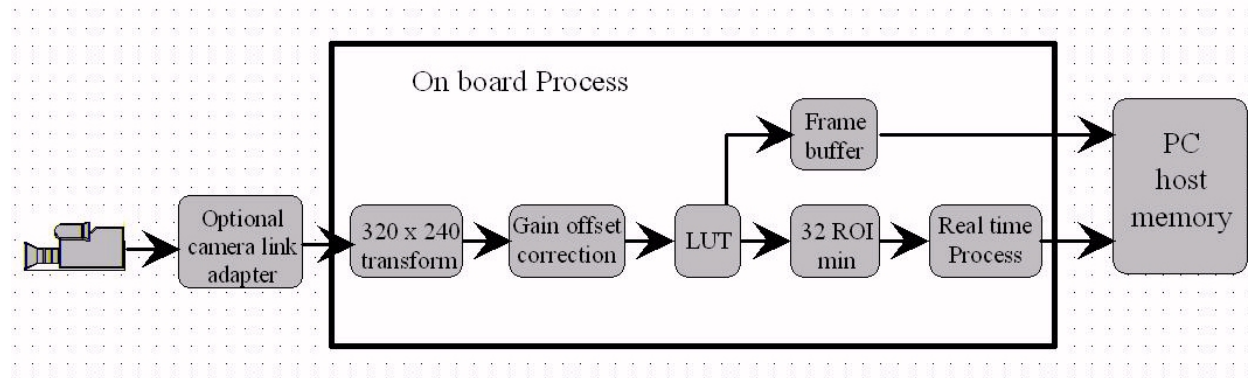 On board Process
Frame
buffer
PC
host
memory
Optional
camera link
adapter
320 x 240
transform
Gain offset
correction
LUT
32 ROI
min
Real time
Process